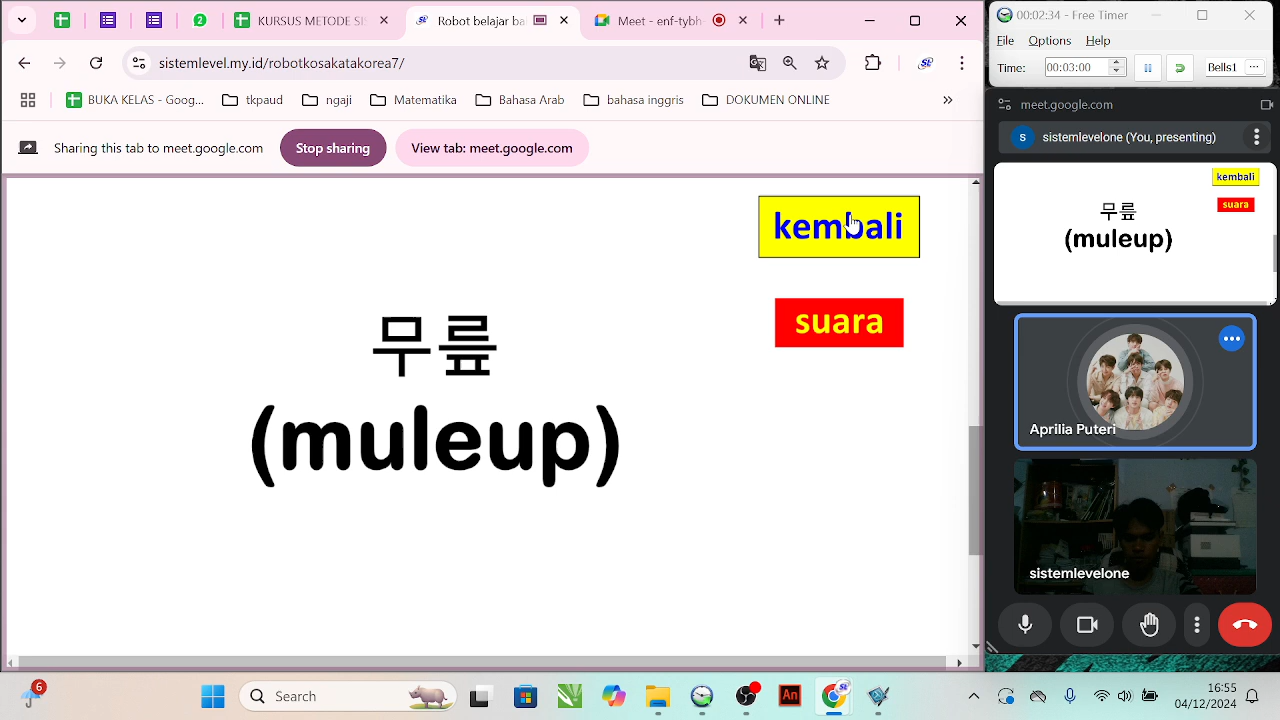 KURSUS METODE SI
Robot belajar ba
Meet - enf-tybh
2
sistemlevel.my.id/robotkosakatakorea7/
BUKA KELAS - Goog...
tkpaud
ngaji
Matematika
Bahasa Arab
bahasa inggris
DOKUMEN ONLINE
Sharing this tab to meet.google.com
Stop sharing
View tab: meet.google.com
kembali
suara
무릎
(muleup)
00:02:34 - Free Timer
File Options Help
Time: 00:03:00
Bells1
meet.google.com
sistemlevelone (You, presenting)
kembali
suara
무릎
(muleup)
Aprilia Puteri
sistemlevelone
6
Search
An
16:55
04/12/2024